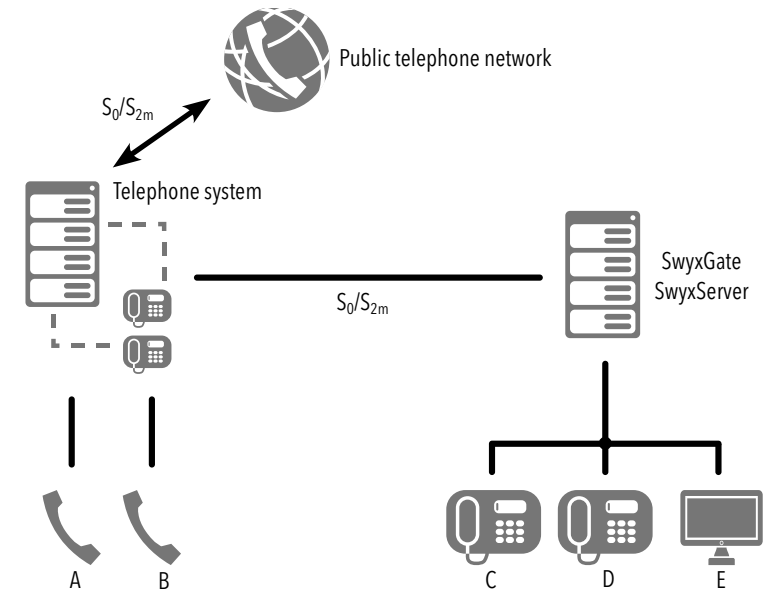 Public telephone network
S0/S2m
Telephone system
SwyxGate
SwyxServer
S0/S2m
A
B
C
D
E